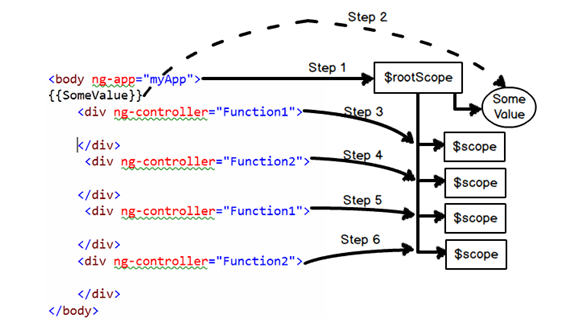 Step 2
Step 1
$rootScope
<body ng-app="myApp">
{{SomeValue}}
Some
Value
<div ng-controller="Function1">
Step 3
</div>
$scope
<div ng-controller="Function2">
Step 4
$scope
</div>
<div ng-controller="Function1">
Step 5
$scope
</div>
Step 6
<div ng-controller="Function2">
$scope
</div>
</body>